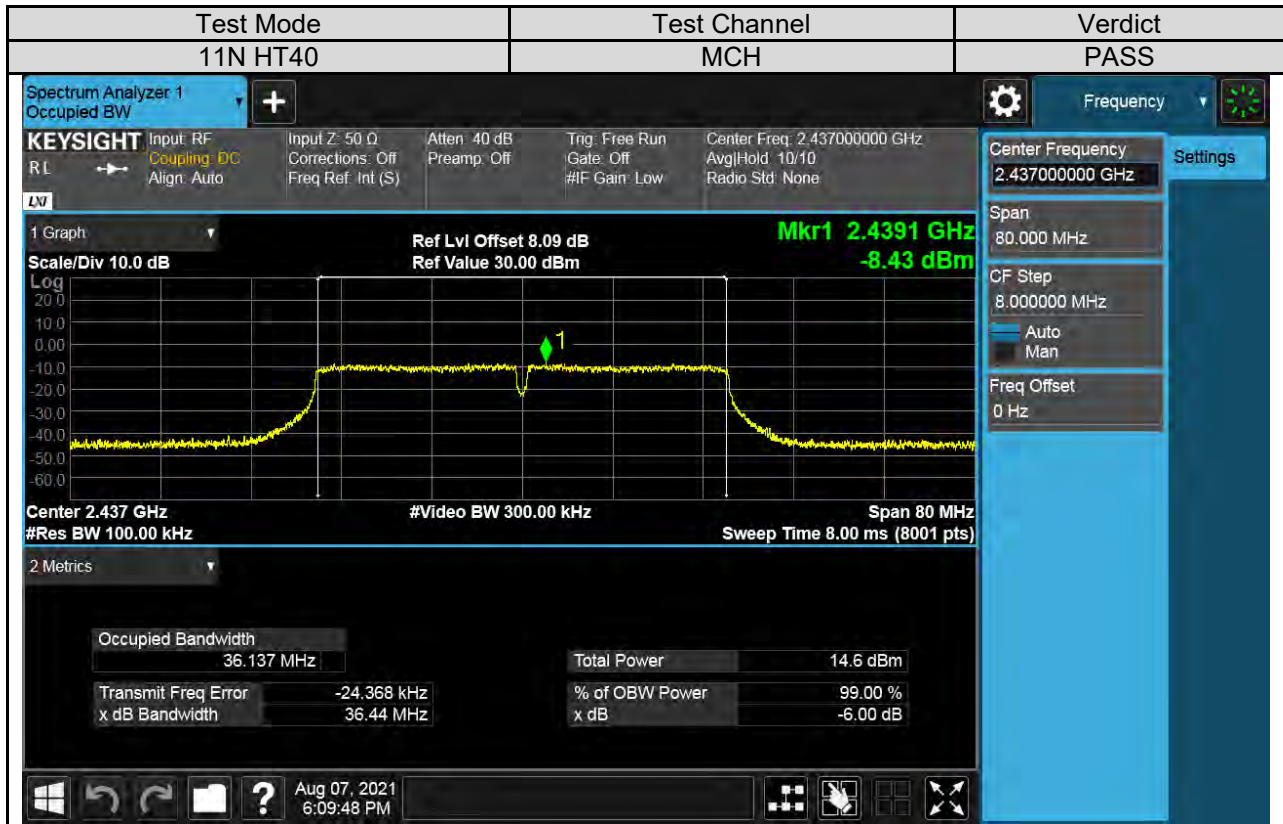 Test Mode Test Channel Verdict
11N HT40 MCH PASS
Spectrum Analyzer 1
Occupied BW
+
Frequency
KEYSIGHT Input: RF Input Z: 50 Ω Atten: 40 dB Trig: Free Run Center Freq: 2.437000000 GHz
RL Coupling: DC Corrections: Off Preamp: Off Gate: Off Avg|Hold: 10/10
Align: Auto Freq Ref: Int (S) #IF Gain: Low Radio Std: None
LXI
Center Frequency
2.437000000 GHz
Settings
Span
80.000 MHz
CF Step
8.000000 MHz
Auto
Man
Freq Offset
0 Hz
1 Graph Ref Lvl Offset 8.09 dB Mkr1 2.4391 GHz
Scale/Div 10.0 dB Ref Value 30.00 dBm -8.43 dBm
Log
20.0
10.0
0.00
1
-10.0
-20.0
-30.0
-40.0
-50.0
-60.0
Center 2.437 GHz #Video BW 300.00 kHz Span 80 MHz
#Res BW 100.00 kHz Sweep Time 8.00 ms (8001 pts)
2 Metrics
Occupied Bandwidth
36.137 MHz Total Power 14.6 dBm
Transmit Freq Error -24.368 kHz % of OBW Power 99.00 %
x dB Bandwidth 36.44 MHz x dB -6.00 dB
? Aug 07, 2021
6:09:48 PM